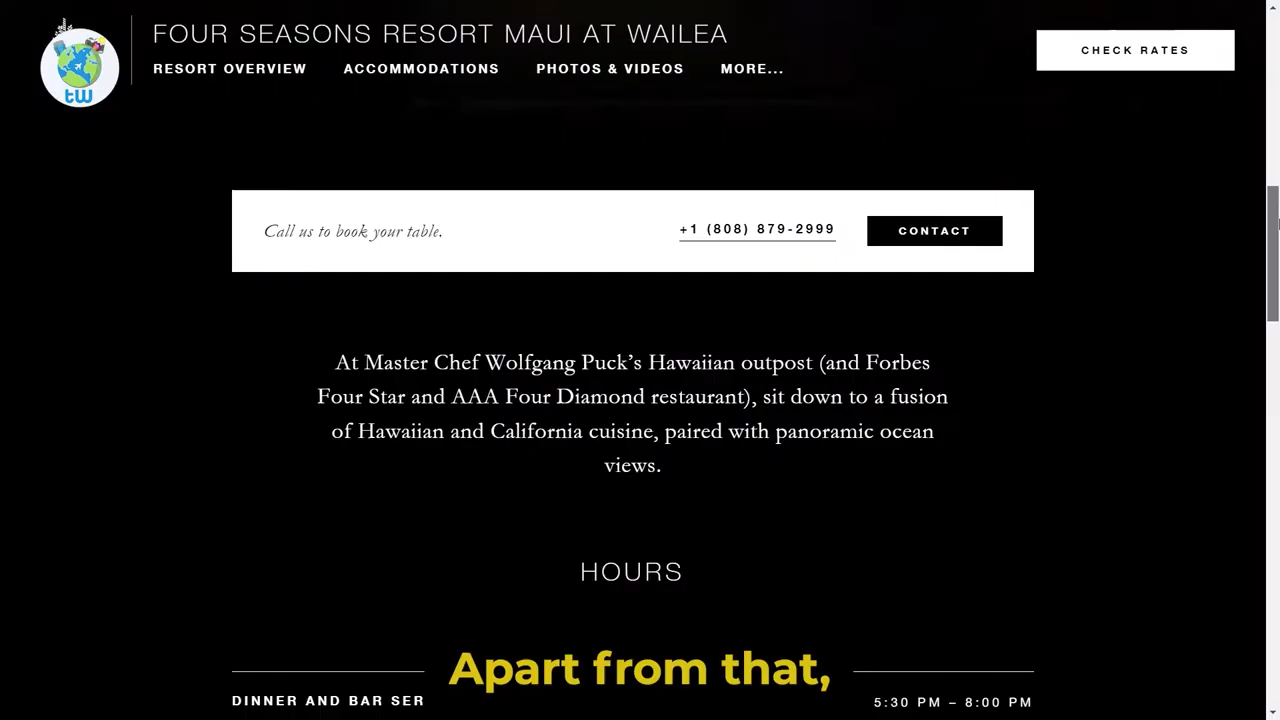 FOUR SEASONS RESORT MAUI AT WAILEA
RESORT OVERVIEW ACCOMMODATIONS PHOTOS & VIDEOS MORE...
CHECK RATES
tw
Call us to book your table.
+1 (808) 879-2999
CONTACT
At Master Chef Wolfgang Puck’s Hawaiian outpost (and Forbes
Four Star and AAA Four Diamond restaurant), sit down to a fusion
of Hawaiian and California cuisine, paired with panoramic ocean
views.
HOURS
Apart from that,
DINNER AND BAR SER
5:30 PM – 8:00 PM